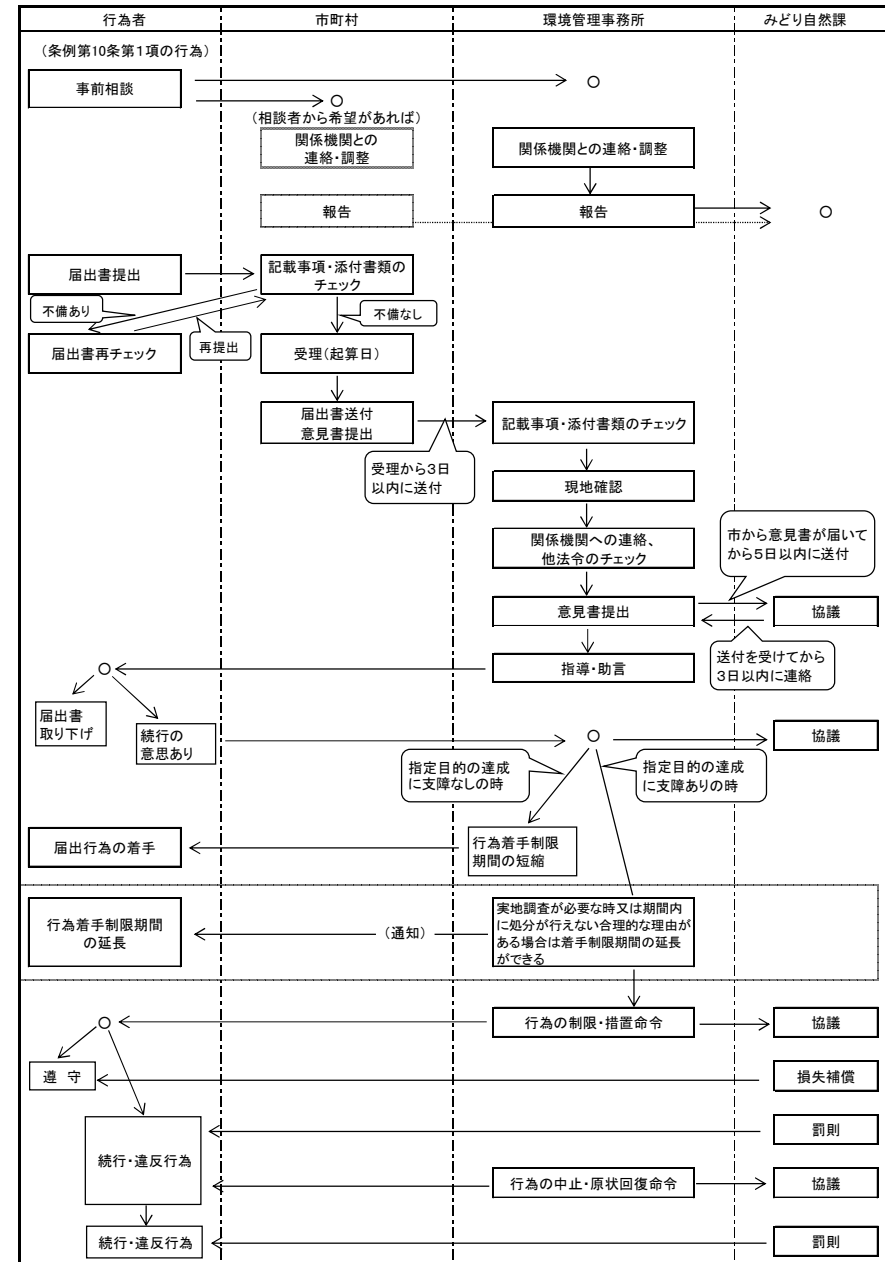 行為者
市町村
環境管理事務所
みどり自然課
(条例第10条第1項の行為)
事前相談
○
○
(相談者から希望があれば)
関係機関との
連絡・調整
関係機関との連絡・調整
報告
報告
○
届出書提出
記載事項・添付書類の
チェック
不備あり
再提出
不備なし
届出書再チェック
受理(起算日)
届出書送付
意見書提出
記載事項・添付書類のチェック
受理から3日
以内に送付
現地確認
関係機関への連絡、
他法令のチェック
市から意見書が届いて
から5日以内に送付
意見書提出
協議
送付を受けてから
3日以内に連絡
指導・助言
○
届出書
取り下げ
続行の
意思あり
○
協議
指定目的の達成
に支障なしの時
指定目的の達成
に支障ありの時
届出行為の着手
行為着手制限
期間の短縮
行為着手制限期間
の延長
(通知)
実地調査が必要な時又は期間内
に処分が行えない合理的な理由が
ある場合は着手制限期間の延長
ができる
○
行為の制限・措置命令
協議
遵 守
損失補償
罰則
続行・違反行為
行為の中止・原状回復命令
協議
続行・違反行為
罰則